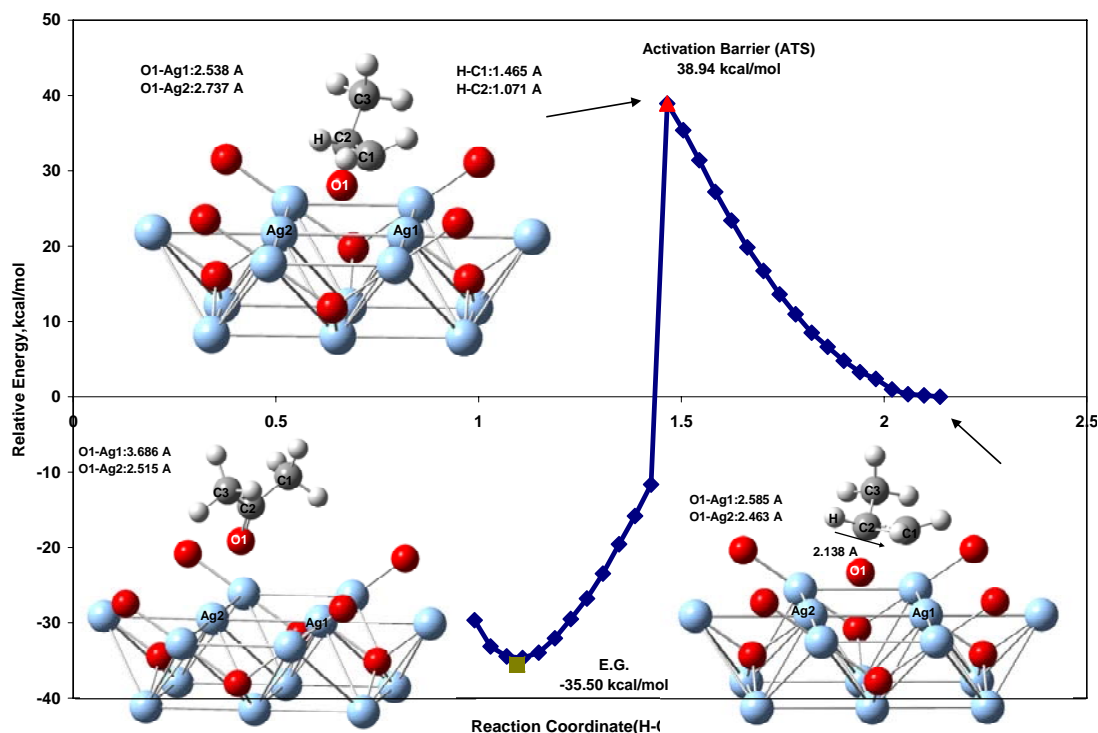 50
40
30
20
10
0
-10
-20
-30
-40
Relative Energy,kcal/mol
0
0.5
1
1.5
2
2.5
Reaction Coordinate(H-
O1-Ag1:2.538 A
O1-Ag2:2.737 A
H-C1:1.465 A
H-C2:1.071 A
Activation Barrier (ATS)
38.94 kcal/mol
C3
H
C2
C1
O1
Ag2
Ag1
O1-Ag1:3.686 A
O1-Ag2:2.515 A
C3
C1
C2
O1
Ag2
Ag1
E.G.
-35.50 kcal/mol
O1-Ag1:2.585 A
O1-Ag2:2.463 A
C3
H
C2
C1
2.138 A
O1
Ag2
Ag1